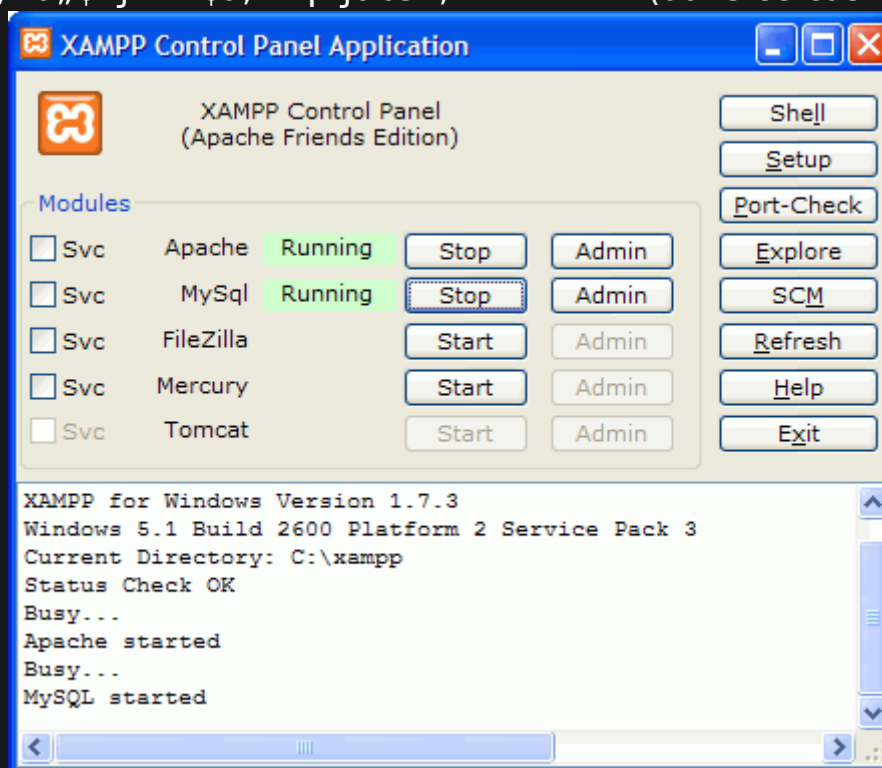 XAMPP Control Panel Application
XAMPP Control Panel
(Apache Friends Edition)
Shell
Setup
Port-Check
Modules
Svc Apache Running Stop Admin Explore
Svc MySql Running Stop Admin SCM
Svc FileZilla Start Admin Refresh
Svc Mercury Start Admin Help
Svc Tomcat Start Admin Exit
XAMPP for Windows Version 1.7.3
Windows 5.1 Build 2600 Platform 2 Service Pack 3
Current Directory: C:\xampp
Status Check OK
Busy...
Apache started
Busy...
MySQL started